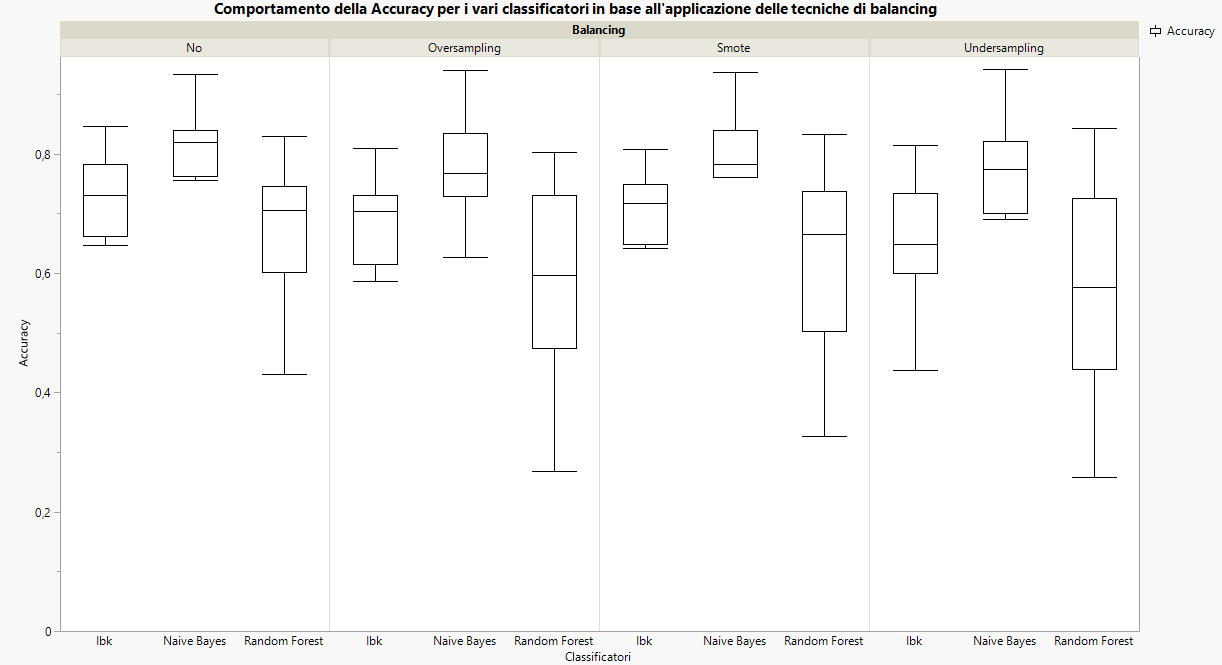 Comportamento della Accuracy per i vari classificatori in base all'applicazione delle tecniche di balancing
Balancing
No Oversampling Smote Undersampling
Accuracy
0,8
0,6
0,4
0,2
0
Accuracy
Ibk Naive Bayes Random Forest Ibk Naive Bayes Random Forest Ibk Naive Bayes Random Forest Ibk Naive Bayes Random Forest
Classificatori